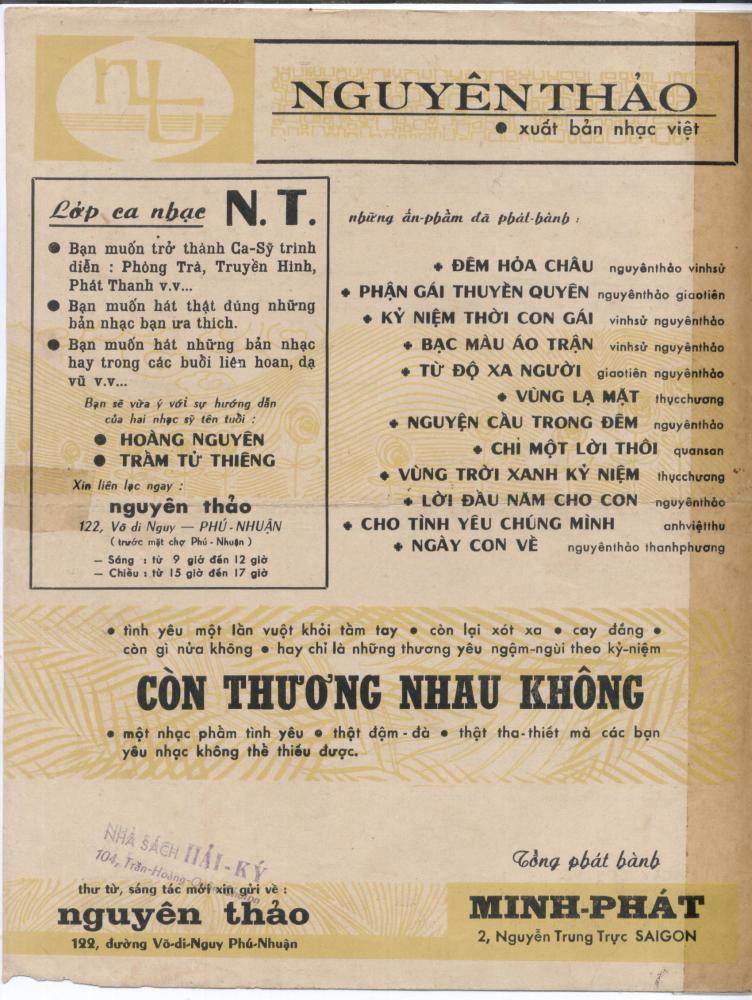 nt
NGUYÊN THẢO
● xuất bản nhạc việt
Lớp ca nhạc N. T.
● Bạn muốn trở thành Ca-Sỹ trình
diễn : Phòng Trà, Truyền Hình,
Phát Thanh v.v...
● Bạn muốn hát thật đúng những
bản nhạc bạn ưa thích.
● Bạn muốn hát những bản nhạc
hay trong các buổi liên hoan, dạ
vũ v.v...
Bạn sẽ vừa ý với sự hướng dẫn
của hai nhạc sỹ tên tuổi :
● HOÀNG NGUYÊN
● TRẦM TỬ THIÊNG
Xin liên lạc ngay :
nguyên thảo
122, Võ di Nguy — PHÚ-NHUẬN
( trước mặt chợ Phú-Nhuận )
— Sáng : từ 9 giờ đến 12 giờ
— Chiều : từ 15 giờ đến 17 giờ
những ấn-phẩm đã phát-hành :
ĐÊM HỎA CHÂU nguyênthảo vinhsử
PHẬN GÁI THUYỀN QUYÊN nguyênthảo giaotiên
KỶ NIỆM THỜI CON GÁI vinhsử nguyênthảo
BẠC MÀU ÁO TRẬN vinhsử nguyênthảo
TỪ ĐỘ XA NGƯỜI giaotiên nguyênthảo
VÙNG LẠ MẶT thụcchương
NGUYỆN CẦU TRONG ĐÊM nguyênthảo
CHỈ MỘT LỜI THÔI quansan
VÙNG TRỜI XANH KỶ NIỆM thụcchương
LỜI ĐẦU NĂM CHO CON nguyênthảo
CHO TÌNH YÊU CHÚNG MÌNH anhviệtthu
NGÀY CON VỀ nguyênthảo thanhphương
● tình yêu một lần vuột khỏi tầm tay ● còn lại xót xa ● cay đắng ●
còn gì nửa không ● hay chỉ là những thương yêu ngậm-ngùi theo kỷ-niệm
CÒN THƯƠNG NHAU KHÔNG
● một nhạc phẩm tình yêu ● thật đậm-đà ● thật tha-thiết mà các bạn
yêu nhạc không thể thiếu được.
NHÀ SÁCH HẢI-KÝ
104, Trần-Hoàng-
thư từ, sáng tác mới xin gửi về :
nguyên thảo
122, đường Võ-di-Nguy Phú-Nhuận
Tổng phát hành
MINH-PHÁT
2, Nguyễn Trung Trực SAIGON